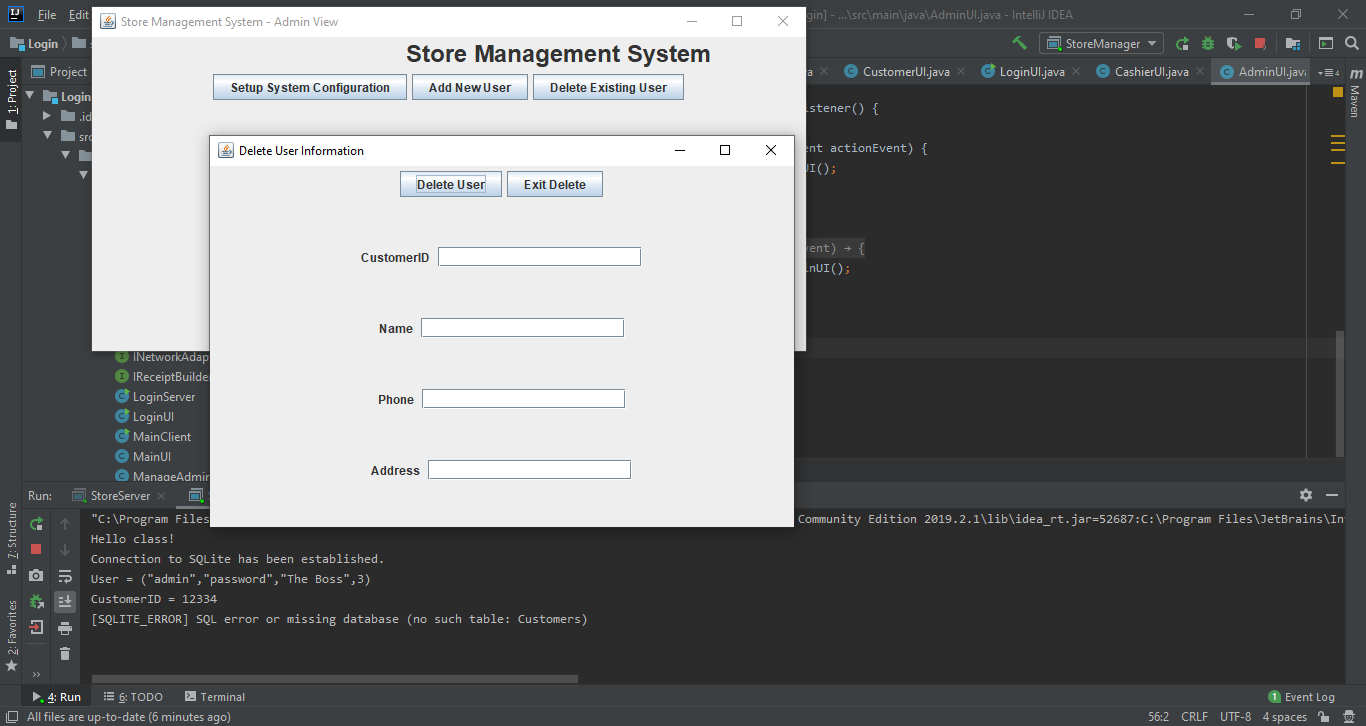 File Edit
Store Management System - Admin View
gin] - ...\src\main\java\AdminUI.java - IntelliJ IDEA
Login
StoreManager
Project
CustomerUI.java
LoginUI.java
CashierUI.java
AdminUI.java
Store Management System
Setup System Configuration
Add New User
Delete Existing User
1: Project
Maven
Login
.id
src
istener() {
ent actionEvent) {
UI();
vent) → {
inUI();
Delete User Information
Delete User
Exit Delete
CustomerID
Name
Phone
Address
INetworkAdap
IReceiptBuilde
LoginServer
LoginUI
MainClient
MainUI
ManageAdmin
Run:
StoreServer
7: Structure
2: Favorites
"C:\Program Files
Community Edition 2019.2.1\lib\idea_rt.jar=52687:C:\Program Files\JetBrains\Int
Hello class!
Connection to SQLite has been established.
User = ("admin","password","The Boss",3)
CustomerID = 12334
[SQLITE_ERROR] SQL error or missing database (no such table: Customers)
4: Run
6: TODO
Terminal
1 Event Log
All files are up-to-date (6 minutes ago)
56:2 CRLF UTF-8 4 spaces